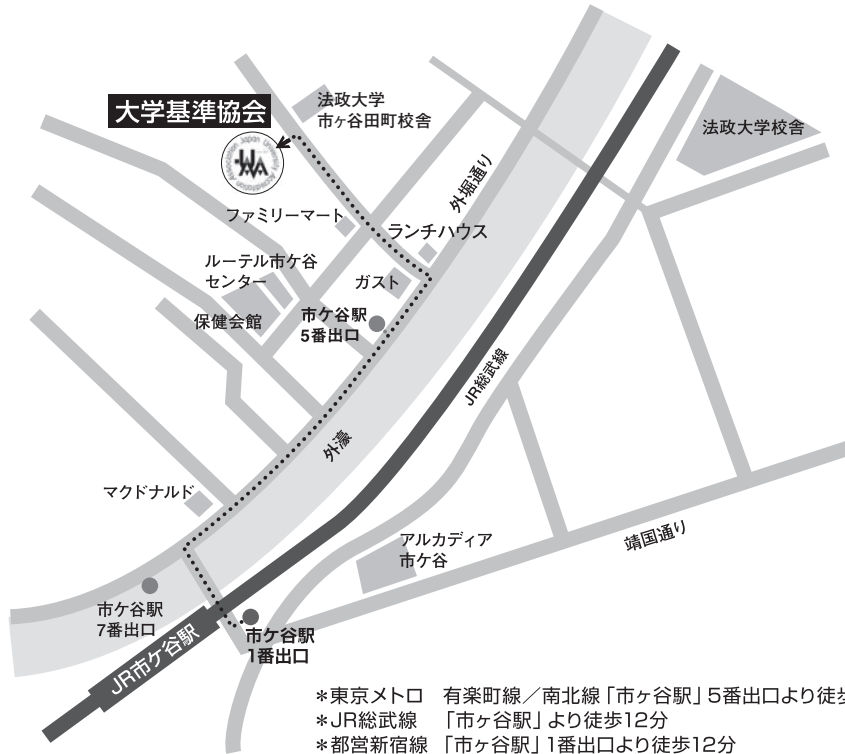 大学基準協会
法政大学
市ヶ谷田町校舎
法政大学校舎
外堀通り
Japan University Accreditation Association
ファミリーマート
ランチハウス
ルーテル市ケ谷
センター
ガスト
保健会館
市ケ谷駅
5番出口
JR総武線
外濠
マクドナルド
アルカディア
市ケ谷
靖国通り
市ケ谷駅
7番出口
JR市ケ谷駅
市ケ谷駅
1番出口
*東京メトロ 有楽町線/南北線「市ヶ谷駅」5番出口より徒歩
*JR総武線 「市ヶ谷駅」より徒歩12分
*都営新宿線 「市ヶ谷駅」1番出口より徒歩12分